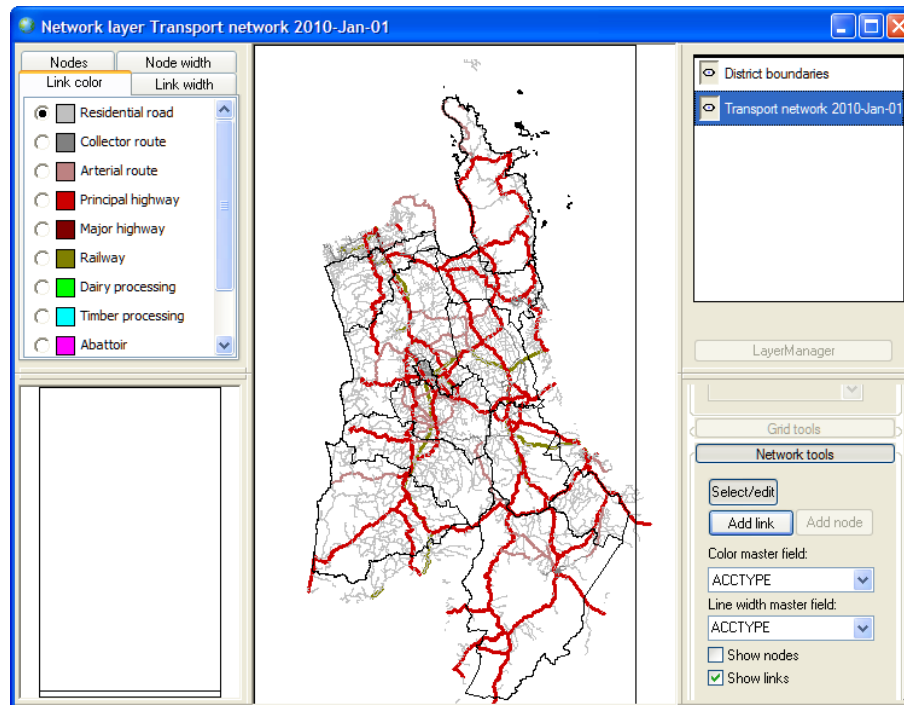 Network layer Transport network 2010-Jan-01
Nodes
Node width
Link color
Link width
Residential road
Collector route
Arterial route
Principal highway
Major highway
Railway
Dairy processing
Timber processing
Abattoir
District boundaries
Transport network 2010-Jan-01
LayerManager
Grid tools
Network tools
Select/edit
Add link
Add node
Color master field:
ACCTYPE
Line width master field:
ACCTYPE
Show nodes
Show links